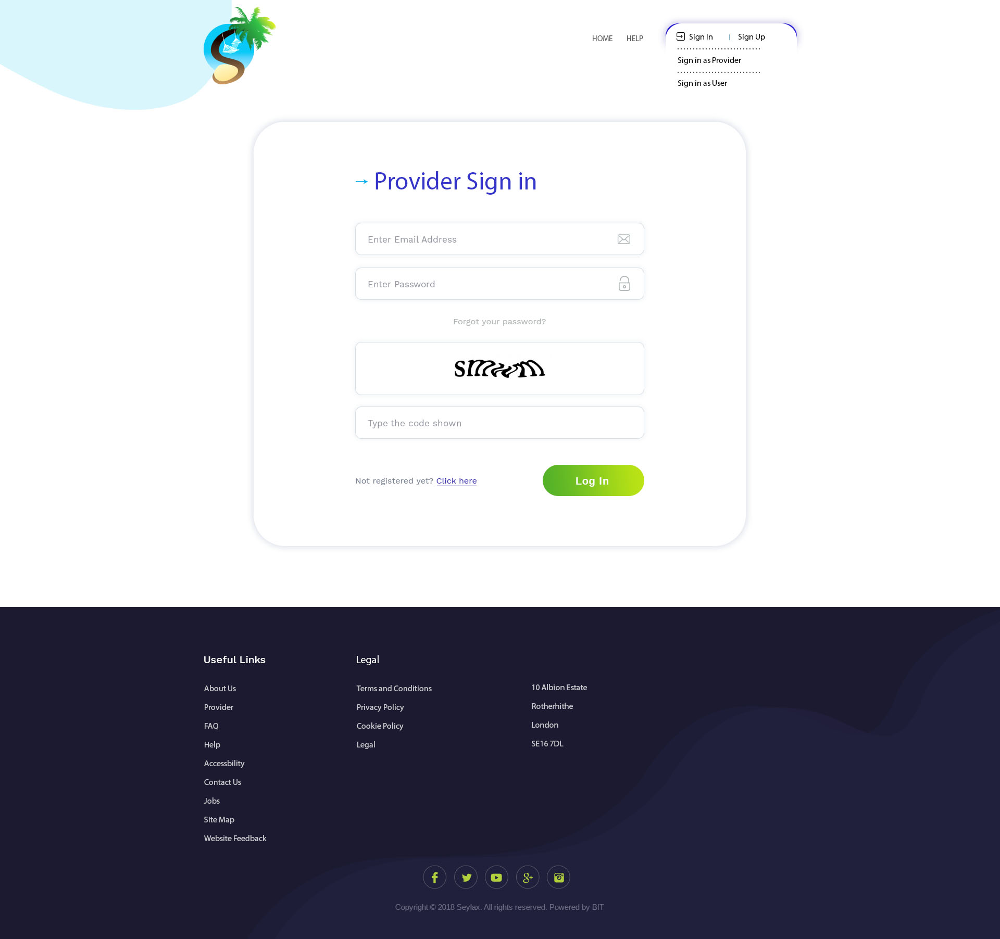 HOME HELP
Sign In Sign Up
Sign in as Provider
Sign in as User
Provider Sign in
Enter Email Address
Enter Password
Forgot your password?
Type the code shown
Not registered yet? Click here
Log In
Useful Links
About Us
Provider
FAQ
Help
Accessbility
Contact Us
Jobs
Site Map
Website Feedback
Legal
Terms and Conditions
Privacy Policy
Cookie Policy
Legal
10 Albion Estate
Rotherhithe
London
SE16 7DL
Copyright © 2018 Seylax. All rights reserved. Powered by BIT